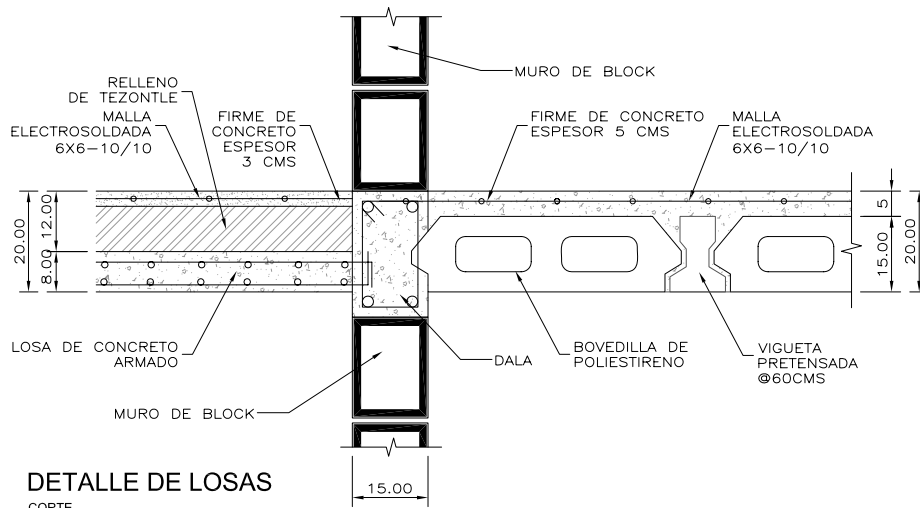 MURO DE BLOCK
RELLENO
DE TEZONTLE
MALLA
ELECTROSOLDADA
6X6-10/10
FIRME DE
CONCRETO
ESPESOR
3 CMS
FIRME DE CONCRETO
ESPESOR 5 CMS
MALLA
ELECTROSOLDADA
6X6-10/10
20.00
12.00
8.00
5
15.00
20.00
LOSA DE CONCRETO
ARMADO
DALA
BOVEDILLA DE
POLIESTIRENO
VIGUETA
PRETENSADA
@60CMS
MURO DE BLOCK
15.00
DETALLE DE LOSAS
CORTE